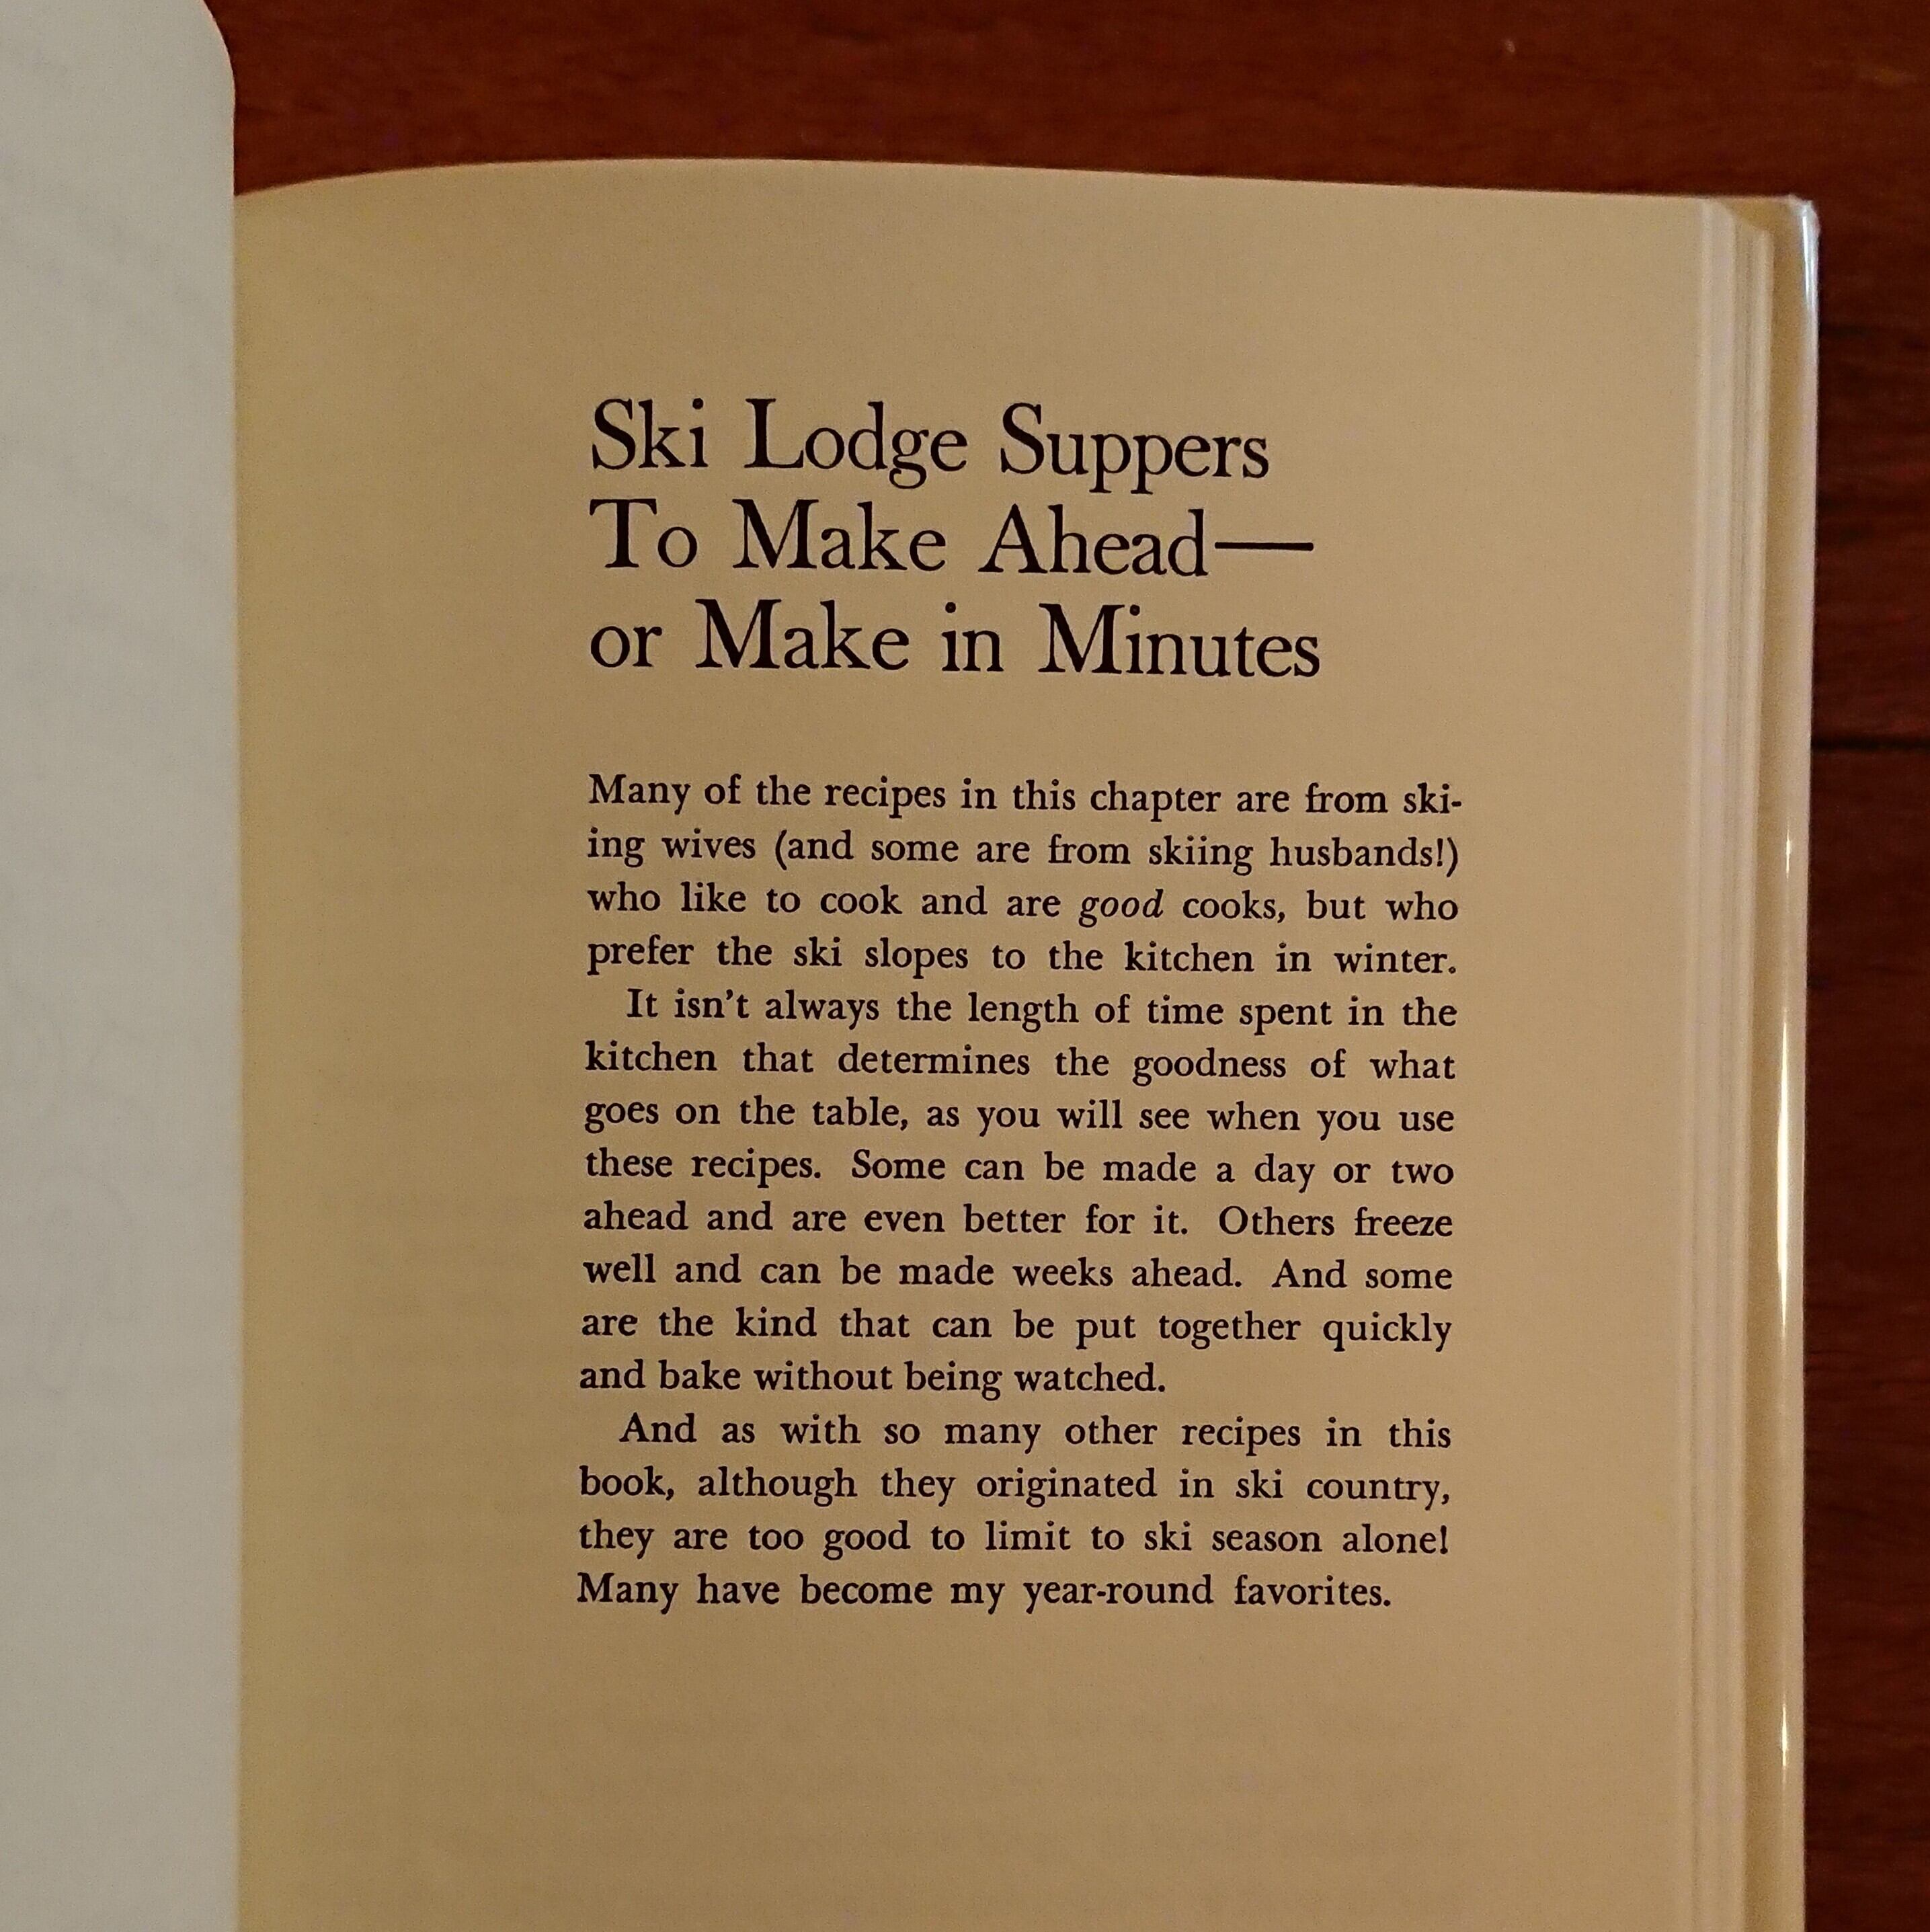 Ski Lodge Suppers
To Make Ahead—
or Make in Minutes
Many of the recipes in this chapter are from ski-
ing wives (and some are from skiing husbands!)
who like to cook and are good cooks, but who
prefer the ski slopes to the kitchen in winter.
It isn't always the length of time spent in the
kitchen that determines the goodness of what
goes on the table, as you will see when you use
these recipes. Some can be made a day or two
ahead and are even better for it. Others freeze
well and can be made weeks ahead. And some
are the kind that can be put together quickly
and bake without being watched.
And as with so many other recipes in this
book, although they originated in ski country,
they are too good to limit to ski season alone!
Many have become my year-round favorites.